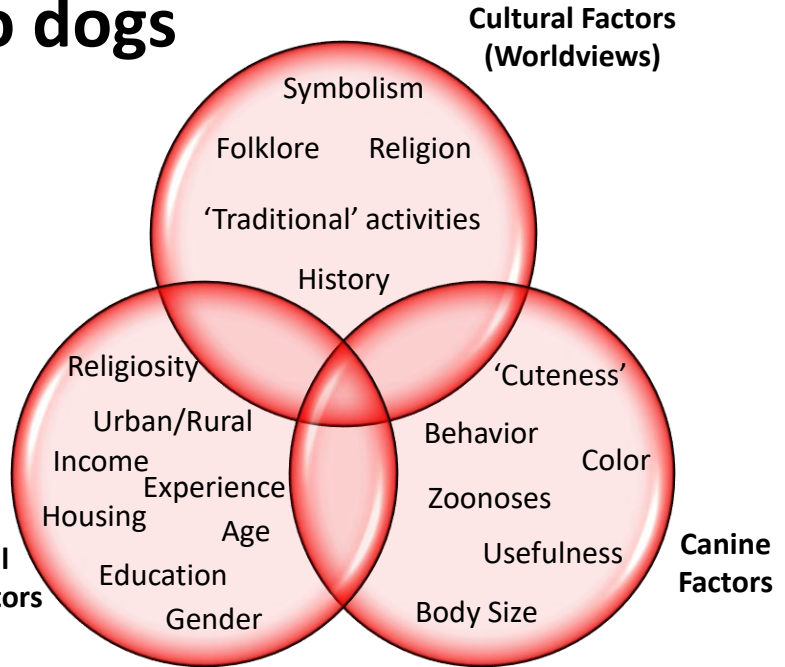 dogs
Cultural Factors
(Worldviews)
Symbolism
Folklore Religion
‘Traditional’ activities
History
Religiosity
Urban/Rural
Income
Experience
Housing
Age
Education
Gender
‘Cuteness’
Behavior
Color
Zoonoses
Usefulness
Body Size
Canine
Factors